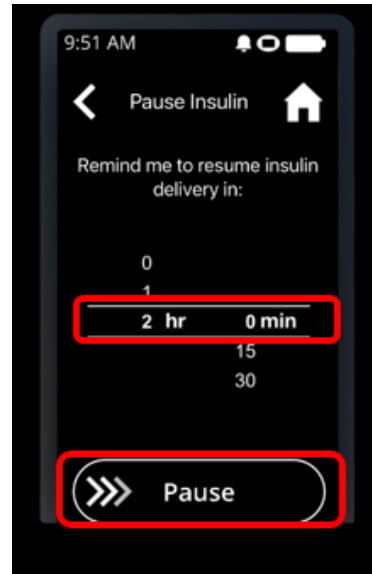 9:51 AM
Pause Insulin
Remind me to resume insulin
delivery in:
0
1
2 hr 0 min
15
30
Pause